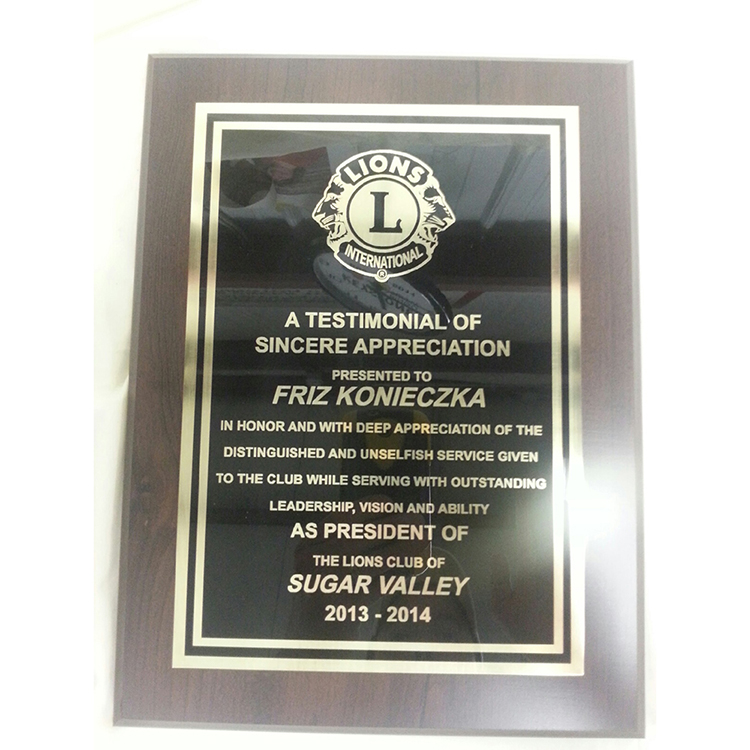 LIONS
L
INTERNATIONAL
®
A TESTIMONIAL OF
SINCERE APPRECIATION
PRESENTED TO
FRIZ KONIECZKA
IN HONOR AND WITH DEEP APPRECIATION OF THE
DISTINGUISHED AND UNSELFISH SERVICE GIVEN
TO THE CLUB WHILE SERVING WITH OUTSTANDING
LEADERSHIP, VISION AND ABILITY
AS PRESIDENT OF
THE LIONS CLUB OF
SUGAR VALLEY
2013 - 2014